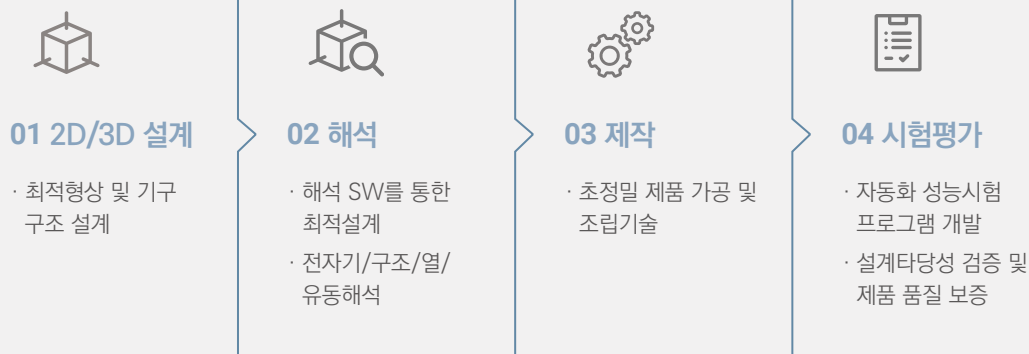 01 2D/3D 설계
· 최적형상 및 기구
구조 설계
02 해석
· 해석 SW를 통한
최적설계
· 전자기/구조/열/
유동해석
03 제작
· 초정밀 제품 가공 및
조립기술
04 시험평가
· 자동화 성능시험
프로그램 개발
· 설계타당성 검증 및
제품 품질 보증